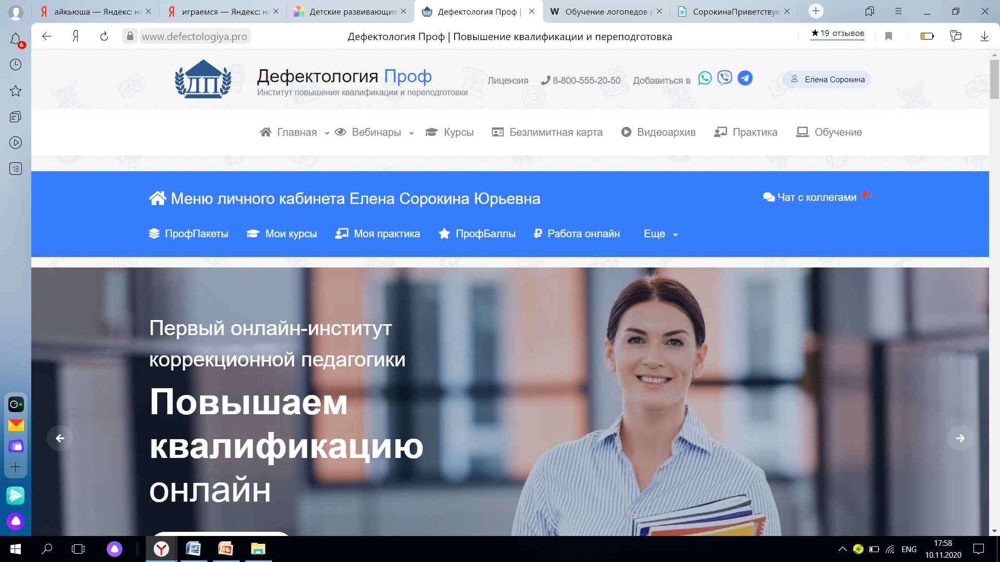 айкьюша — Яндекс: на
играемся — Яндекс: на
Детские развивающие
Дефектология Проф |
Обучение логопедов р
СорокинаПриветствую
6
www.defectologiya.pro
Дефектология Проф | Повышение квалификации и переподготовка
★19 отзывов
18
ДП
Дефектология Проф
Институт повышения квалификации и переподготовки
Лицензия
8-800-555-20-50
Добавиться в
Елена Сорокина
Главная
Вебинары
Курсы
Безлимитная карта
Видеоархив
Практика
Обучение
Меню личного кабинета Елена Сорокина Юрьевна
Чат с коллегами
ПрофПакеты
Мои курсы
Моя практика
ПрофБаллы
Работа онлайн
Еще
Первый онлайн-институт
коррекционной педагогики
Повышаем
квалификацию
онлайн
ENG
17:58
10.11.2020